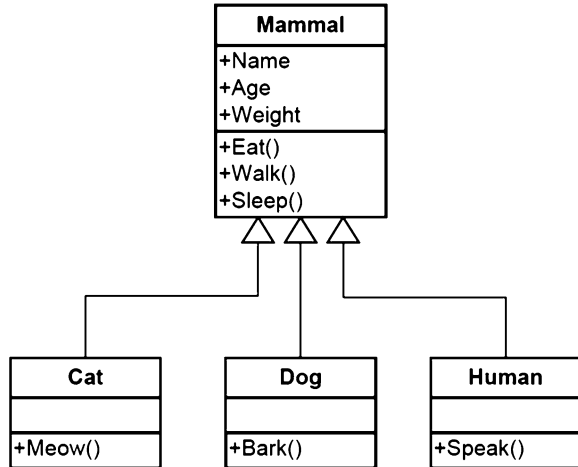 Mammal
+Name
+Age
+Weight
+Eat()
+Walk()
+Sleep()
Cat
+Meow()
Dog
+Bark()
Human
+Speak()